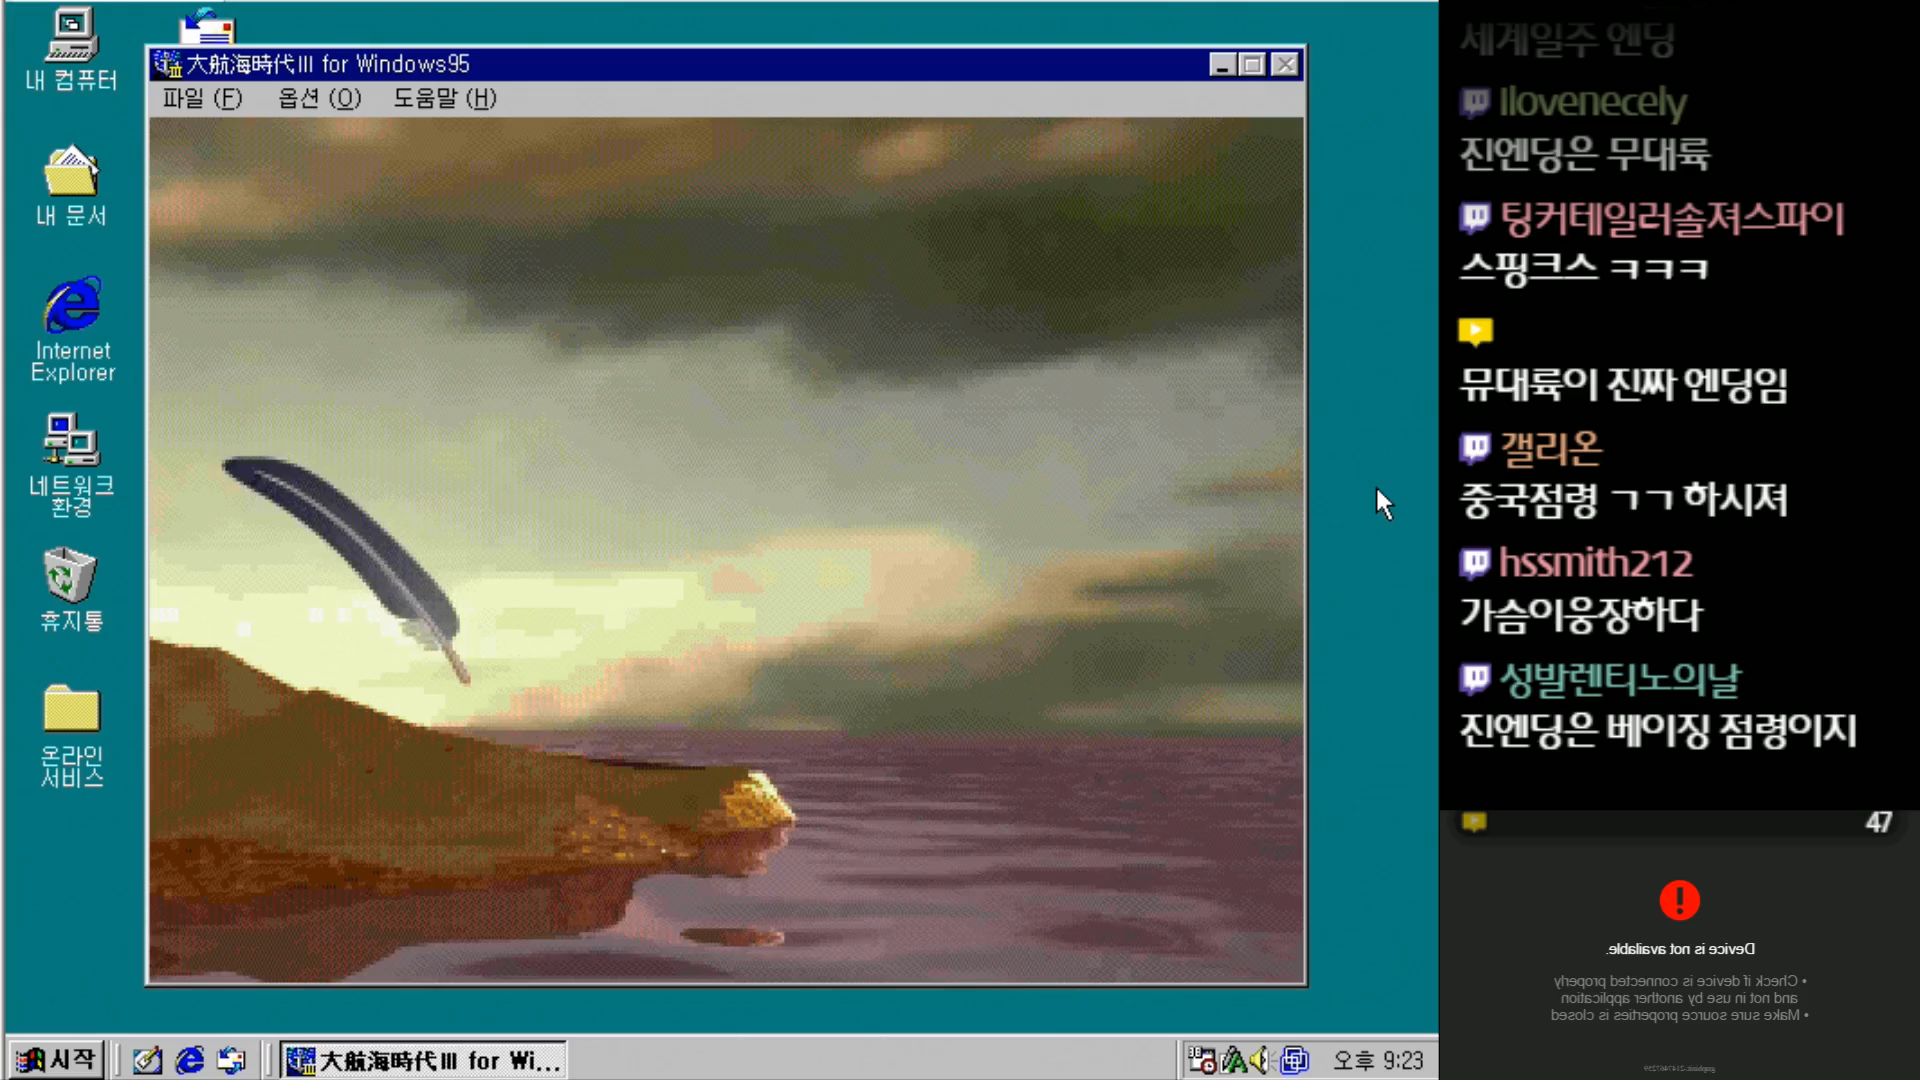 내 컴퓨터
내 문서
Internet
Explorer
네트워크
환경
휴지통
온라인
서비스
大航海時代Ⅲ for Windows95
파일 (F) 옵션 (O) 도움말 (H)
시작
大航海時代Ⅲ for Wi...
오후 9:23
세계일주 엔딩
Ilovenecely
진엔딩은 무대륙
팅커테일러솔져스파이
스핑크스 ㅋㅋㅋ
뮤대륙이 진짜 엔딩임
갤리온
중국점령 ㄱㄱ 하시져
hssmith212
가슴이웅장하다
성발렌티노의날
진엔딩은 베이징 점령이지
47
Device is not available.
• Check if device is connected properly
and not in use by another application
• Make sure source properties is closed